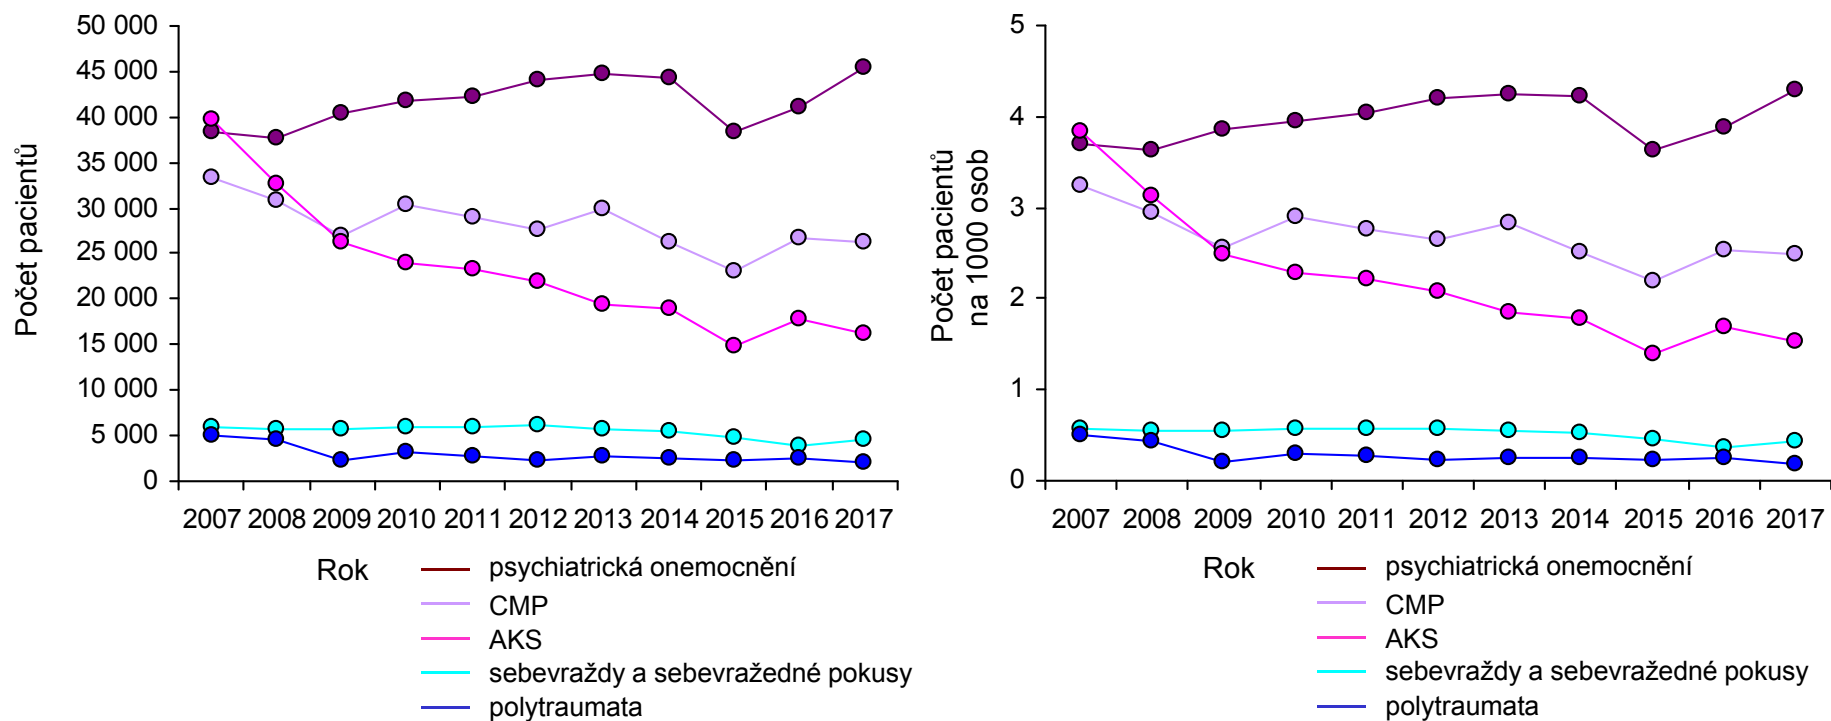 50 000
45 000
40 000
35 000
30 000
25 000
20 000
15 000
10 000
5 000
0
Počet pacientů
2007 2008 2009 2010 2011 2012 2013 2014 2015 2016 2017
Rok
psychiatrická onemocnění
CMP
AKS
sebevraždy a sebevražedné pokusy
polytraumata
5
4
3
2
1
0
Počet pacientů
na 1000 osob
2007 2008 2009 2010 2011 2012 2013 2014 2015 2016 2017
Rok
psychiatrická onemocnění
CMP
AKS
sebevraždy a sebevražedné pokusy
polytraumata